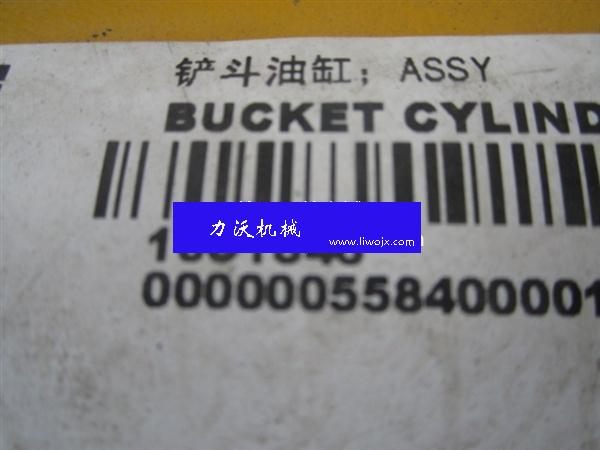 铲斗油缸; ASSY
BUCKET CYLIND
力沃机械
www.liwojx.com
000000558400001